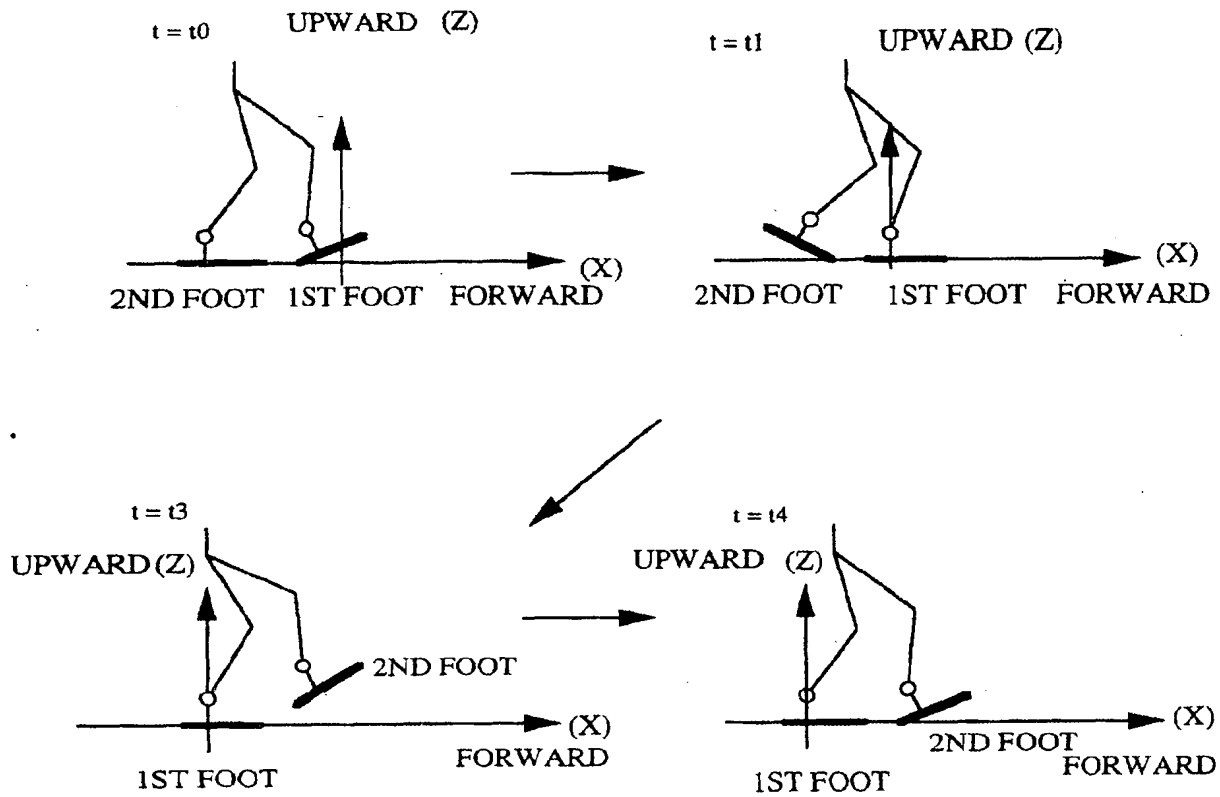 t = t0
UPWARD (Z)
(X)
2ND FOOT 1ST FOOT FORWARD
t = t1
UPWARD (Z)
(X)
2ND FOOT 1ST FOOT FORWARD
t = t3
UPWARD (Z)
2ND FOOT
(X)
FORWARD
1ST FOOT
t = t4
UPWARD (Z)
(X)
2ND FOOT
FORWARD
1ST FOOT